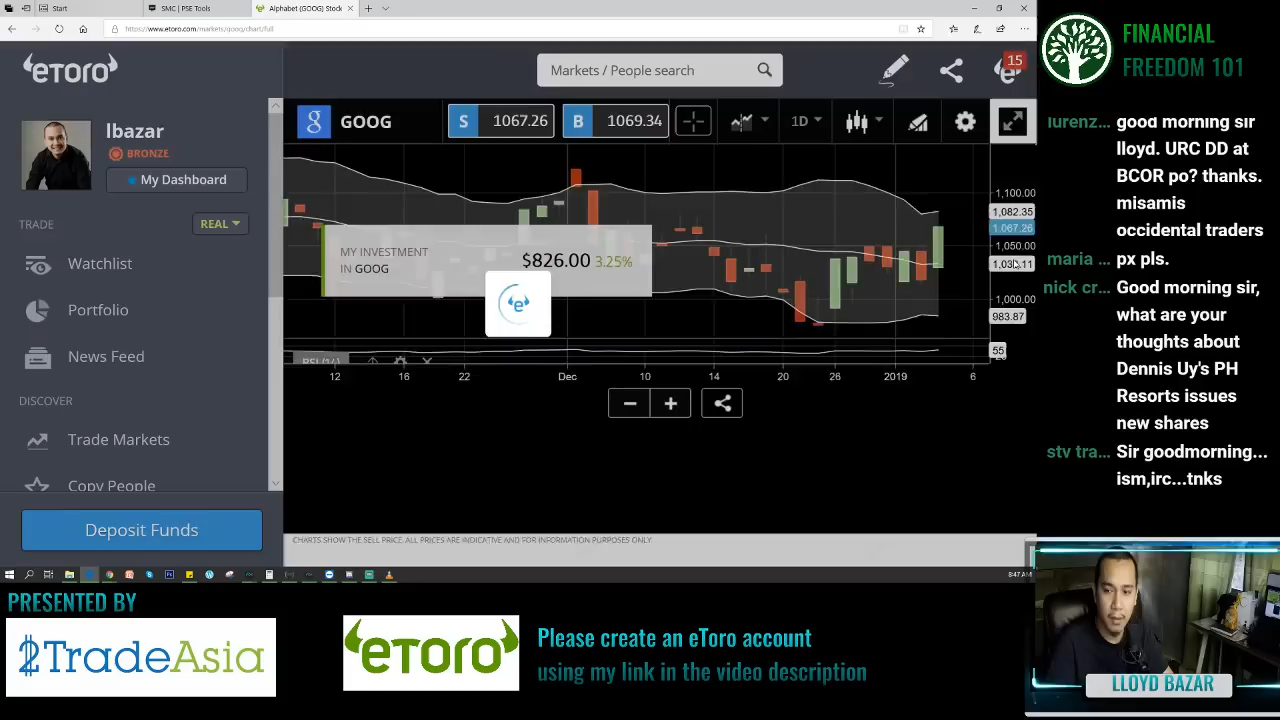 Start
SMC | PSE Tools
Alphabet (GOOG) Stock
https://www.etoro.com/markets/goog/chart/full
eTORO
lbazar
BRONZE
My Dashboard
TRADE
REAL
Watchlist
Portfolio
News Feed
DISCOVER
Trade Markets
Copy People
Deposit Funds
Markets / People search
15
GOOG
S 1067.26
B 1069.34
1D
MY INVESTMENT
IN GOOG
$826.00 3.25%
RSI (14)
1,100.00
1,082.35
1,067.26
1,050.00
1,000.00
983.87
55
12
16
22
Dec
10
14
20
26
2019
6
CHARTS SHOW THE SELL PRICE. ALL PRICES ARE INDICATIVE AND FOR INFORMATION PURPOSES ONLY.
8:47 AM
FINANCIAL
FREEDOM 101
lurenz... good morning sir
lloyd. URC DD at
BCOR po? thanks.
misamis
occidental traders
maria ... px pls.
nick cr... Good morning sir,
what are your
thoughts about
Dennis Uy's PH
Resorts issues
new shares
stv tra... Sir goodmorning...
ism,irc...tnks
PRESENTED BY
2TradeAsia
eTORO
Please create an eToro account
using my link in the video description
LLOYD BAZAR